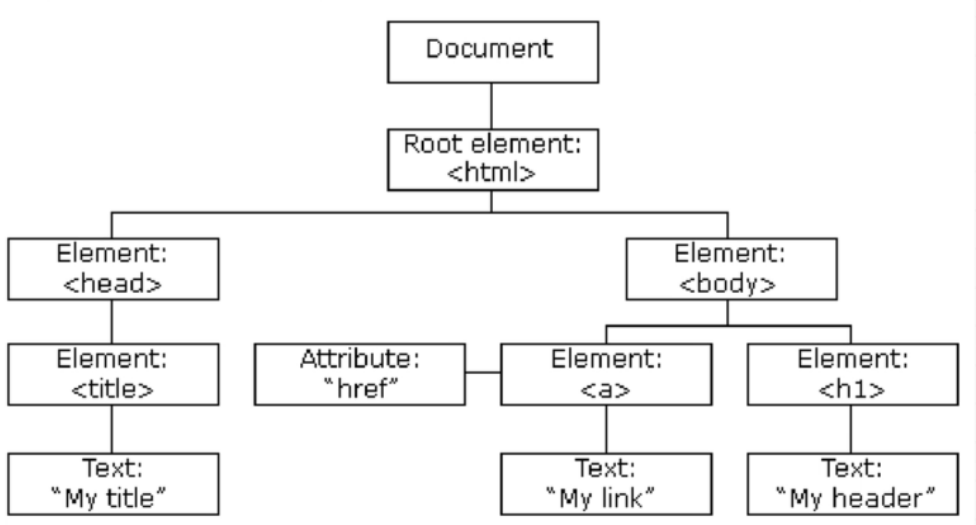 Document
Root element:
<html>
Element:
<head>
Element:
<body>
Element:
<title>
Attribute:
“href”
Element:
<a>
Element:
<h1>
Text:
“My title”
Text:
“My link”
Text:
“My header”